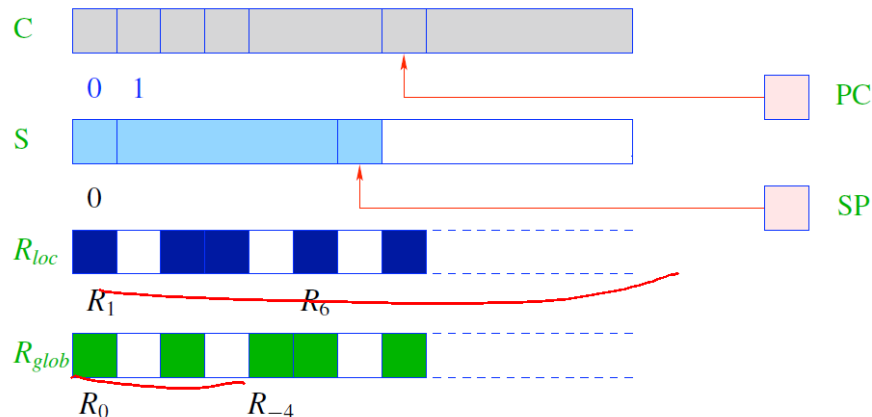 C
0 1
PC
S
0
SP
R_loc
R_1 R_6
R_glob
R_0 R_−4